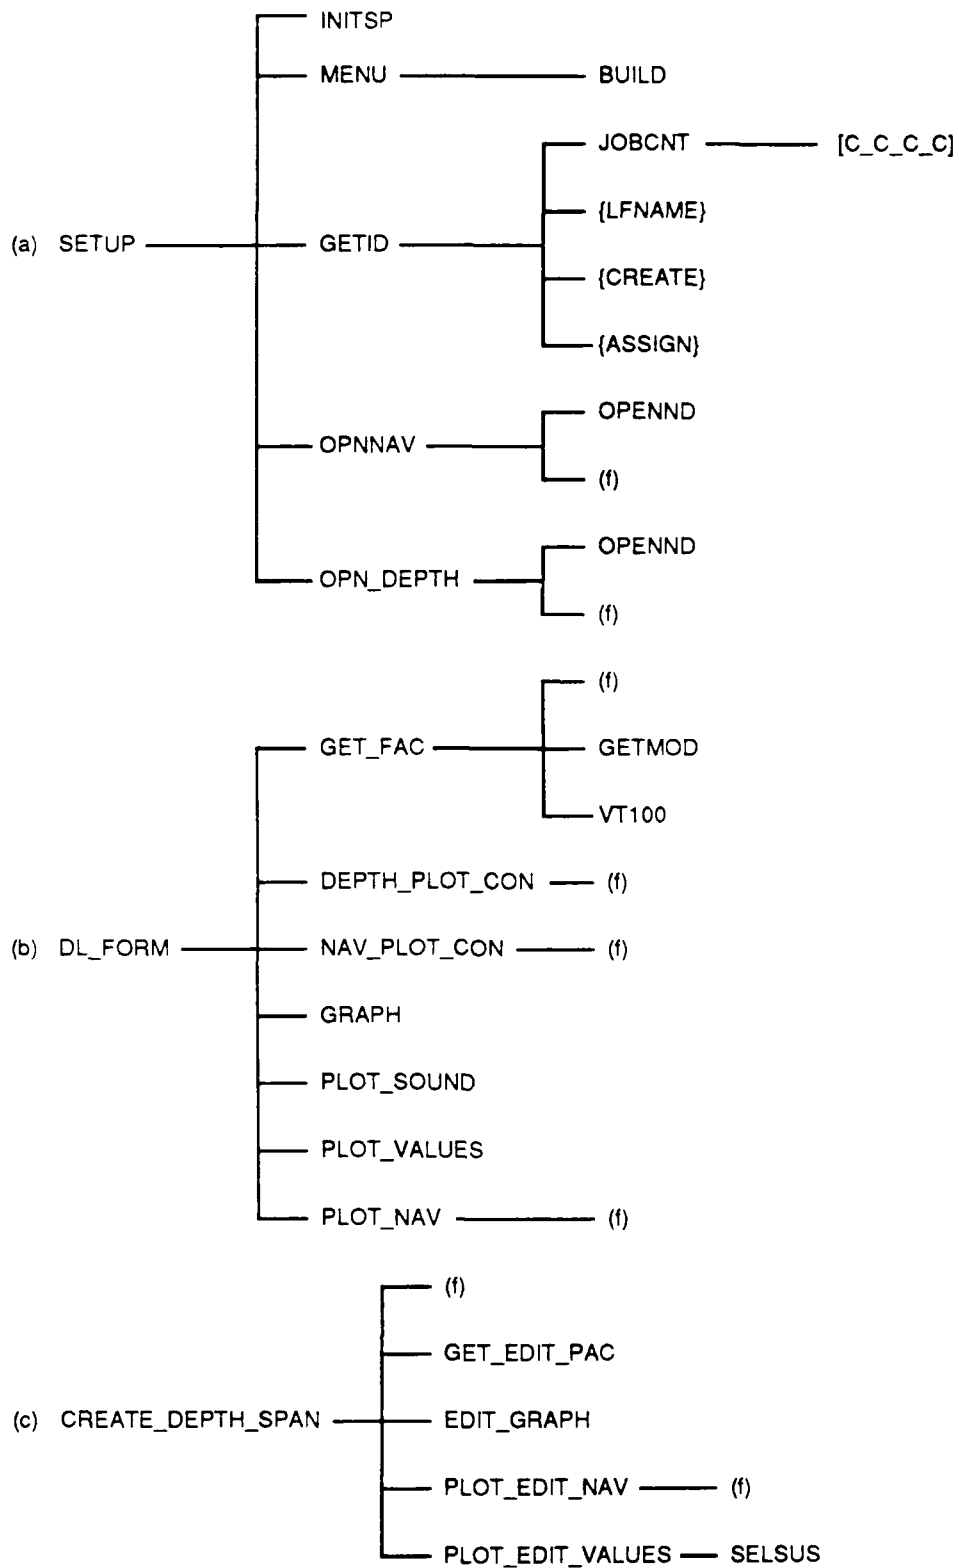 INITSP
MENU BUILD
JOBCNT [C_C_C_C]
{LFNAME}
(a) SETUP GETID
{CREATE}
{ASSIGN}
OPENND
OPNNAV
(f)
OPENND
OPN_DEPTH
(f)
(f)
GET_FAC GETMOD
VT100
DEPTH_PLOT_CON (f)
(b) DL_FORM NAV_PLOT_CON (f)
GRAPH
PLOT_SOUND
PLOT_VALUES
PLOT_NAV (f)
(f)
GET_EDIT_PAC
(c) CREATE_DEPTH_SPAN EDIT_GRAPH
PLOT_EDIT_NAV (f)
PLOT_EDIT_VALUES SELSUS